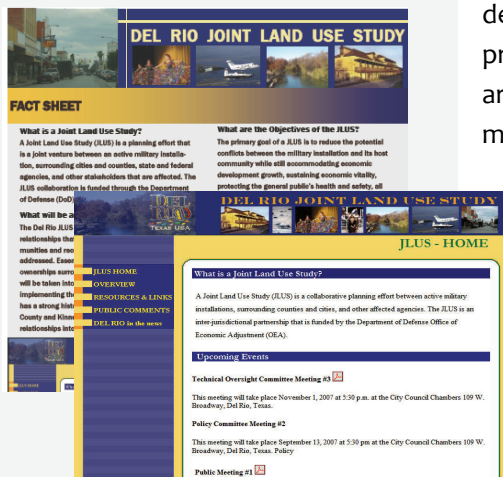 DEL RIO JOINT LAND USE STUDY
FACT SHEET
What is a Joint Land Use Study?
A Joint Land Use Study (JLUS) is a planning effort that
is a joint venture between an active military installa-
tion, surrounding cities and counties, state and federal
agencies, and other stakeholders that are affected. The
JLUS collaboration is funded through the Department
of Defense (DoD)
What will be a
The Del Rio JLUS
relationships tha
munities and reo
addressed. Esse
ownerships surro
will be taken into
implementing the
has a strong hist
County and Kinn
relationships inte
What are the Objectives of the JLUS?
The primary goal of a JLUS is to reduce the potential
conflicts between the military installation and its host
community while still accommodating economic
development growth, sustaining economic vitality,
protecting the general public's health and safety, all
de
pr
ar
m
DEL RIO
TEXAS USA
DEL RIO JOINT LAND USE STUDY
JLUS - HOME
JLUS HOME
OVERVIEW
RESOURCES & LINKS
PUBLIC COMMENTS
DEL RIO in the news
What is a Joint Land Use Study?
A Joint Land Use Study (JLUS) is a collaborative planning effort between active military
installations, surrounding counties and cities, and other affected agencies. The JLUS is an
inter-jurisdictional partnership that is funded by the Department of Defense Office of
Economic Adjustment (OEA).
Upcoming Events
Technical Oversight Committee Meeting #3
This meeting will take place November 1, 2007 at 5:30 p.m. at the City Council Chambers 109 W.
Broadway, Del Rio, Texas.
Policy Committee Meeting #2
This meeting will take place September 13, 2007 at 5:30 pm at the City Council Chambers 109 W.
Broadway, Del Rio, Texas. Policy
Public Meeting #1